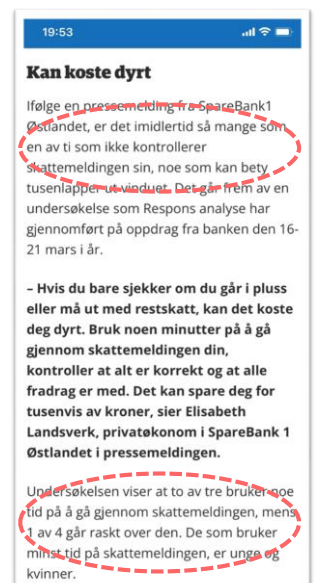 19:53
Kan koste dyrt
Ifølge en pressemelding fra SpareBank1
Østlandet, er det imidlertid så mange som
en av ti som ikke kontrollerer
skattemeldingen sin, noe som kan bety
tusenlapper ut vinduet. Det går frem av en
undersøkelse som Respons analyse har
gjennomført på oppdrag fra banken den 16-
21 mars i år.
– Hvis du bare sjekker om du går i pluss
eller må ut med restskatt, kan det koste
deg dyrt. Bruk noen minutter på å gå
gjennom skattemeldingen din,
kontroller at alt er korrekt og at alle
fradrag er med. Det kan spare deg for
tusenvis av kroner, sier Elisabeth
Landsverk, privatøkonom i SpareBank 1
Østlandet i pressemeldingen.
Undersøkelsen viser at to av tre bruker noe
tid på å gå gjennom skattemeldingen, mens
1 av 4 går raskt over den. De som bruker
minst tid på skattemeldingen, er unge og
kvinner.